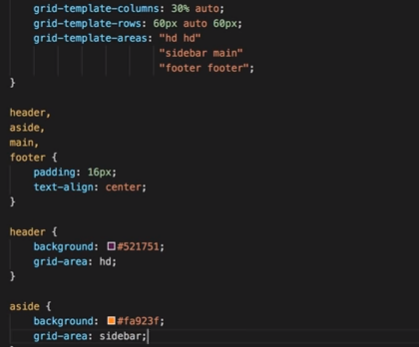 grid-template-columns: 30% auto;
grid-template-rows: 60px auto 60px;
grid-template-areas: "hd hd"
"sidebar main"
"footer footer";
}
header,
aside,
main,
footer {
padding: 16px;
text-align: center;
}
header {
background: #521751;
grid-area: hd;
}
aside {
background: #fa923f;
grid-area: sidebar;